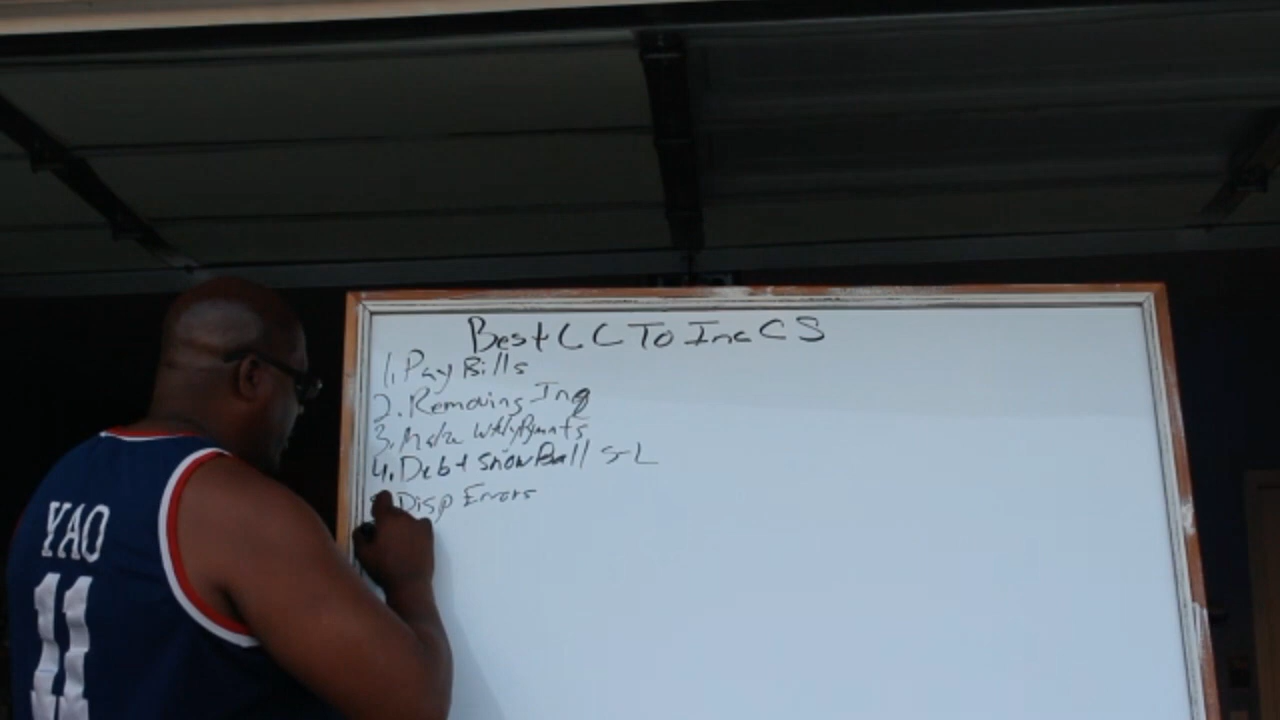 Best CC To Inc CS
1. Pay Bills
2. Removing Inq
3. Make Wkly Pymnts
4. Debt SnowBall S-L
Disp Errors
YAO
11